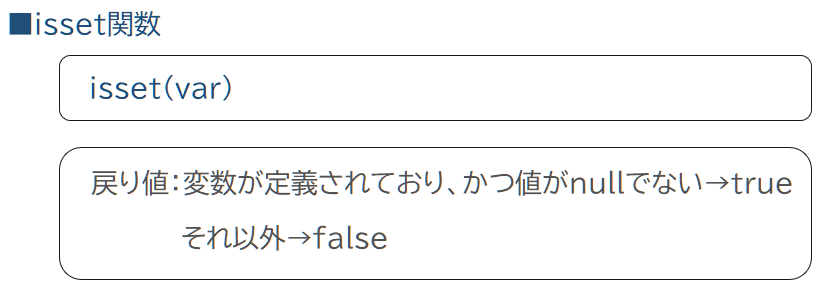 ■isset関数
isset(var)
戻り値：変数が定義されており、かつ値がnullでない→true
それ以外→false